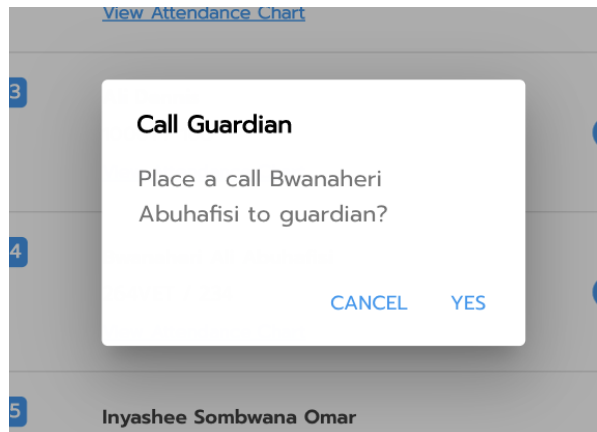 View Attendance Chart
3
Call Guardian
Place a call Bwanaheri
Abuhafisi to guardian?
4
CANCEL YES
5
Inyashee Sombwana Omar